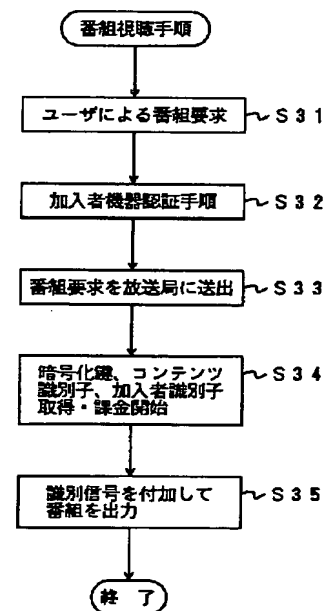 番組視聴手順
ユーザによる番組要求
S31
加入者機器認証手順
S32
番組要求を放送局に送出
S33
暗号化鍵、コンテンツ
識別子、加入者識別子
取得・課金開始
S34
識別信号を付加して
番組を出力
S35
終了